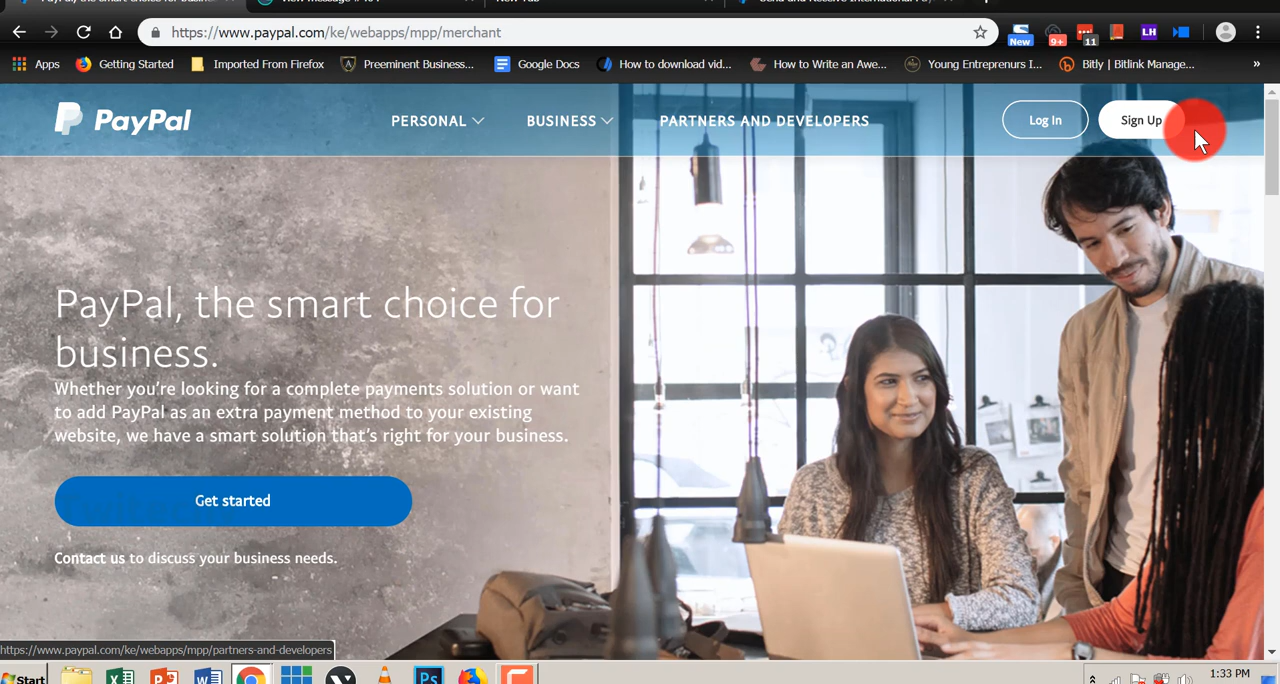 https://www.paypal.com/ke/webapps/mpp/merchant
New
9+
11
LH
Apps
Getting Started
Imported From Firefox
Preeminent Business...
Google Docs
How to download vid...
How to Write an Awe...
Young Entreprenurs I...
Bitly | Bitlink Manage...
»
PayPal
PERSONAL
BUSINESS
PARTNERS AND DEVELOPERS
Log In
Sign Up
PayPal, the smart choice for
business.
Whether you're looking for a complete payments solution or want
to add PayPal as an extra payment method to your existing
website, we have a smart solution that's right for your business.
Get started
Contact us to discuss your business needs.
https://www.paypal.com/ke/webapps/mpp/partners-and-developers
Start
Ps
1:33 PM